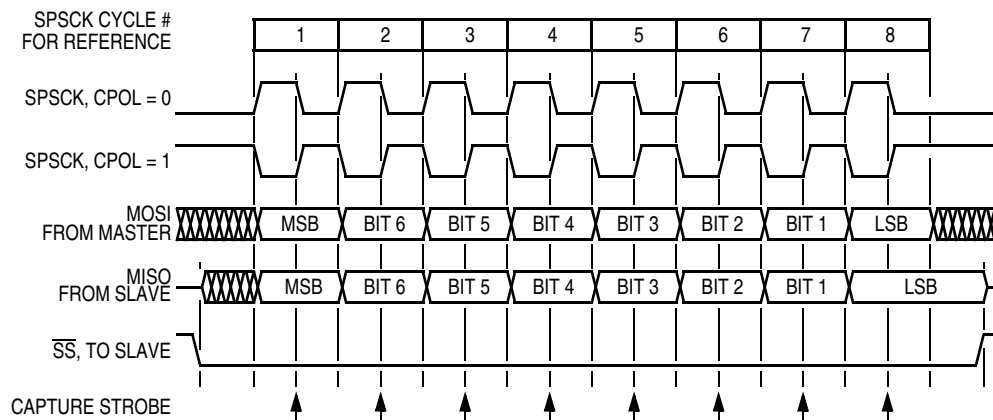 SPSCK CYCLE #
FOR REFERENCE
1 2 3 4 5 6 7 8
SPSCK, CPOL = 0
SPSCK, CPOL = 1
MOSI
FROM MASTER
MSB BIT 6 BIT 5 BIT 4 BIT 3 BIT 2 BIT 1 LSB
MISO
FROM SLAVE
MSB BIT 6 BIT 5 BIT 4 BIT 3 BIT 2 BIT 1 LSB
S̅S̅, TO SLAVE
CAPTURE STROBE